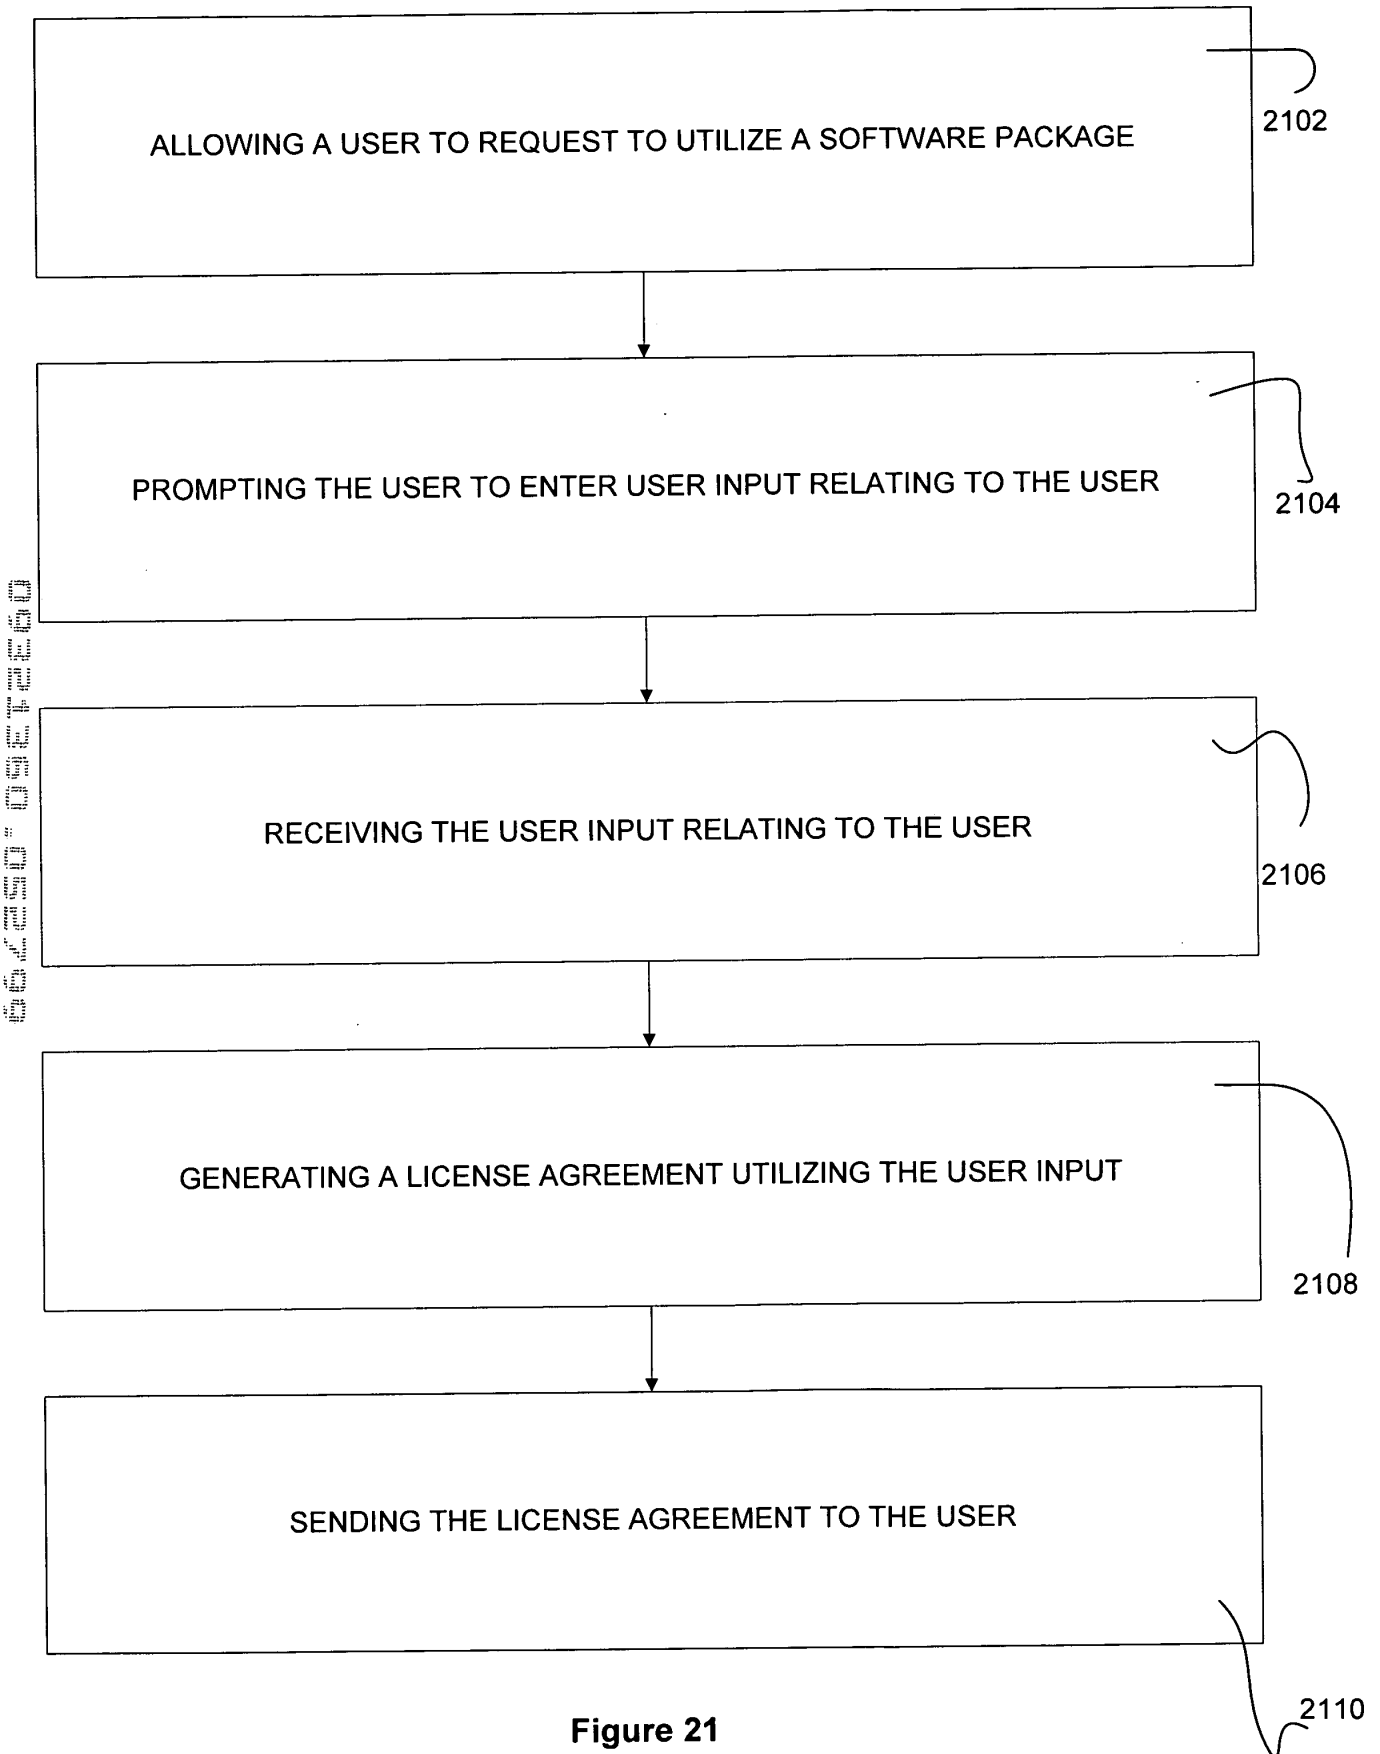 ALLOWING A USER TO REQUEST TO UTILIZE A SOFTWARE PACKAGE
2102
PROMPTING THE USER TO ENTER USER INPUT RELATING TO THE USER
2104
RECEIVING THE USER INPUT RELATING TO THE USER
2106
GENERATING A LICENSE AGREEMENT UTILIZING THE USER INPUT
2108
SENDING THE LICENSE AGREEMENT TO THE USER
2110
Figure 21